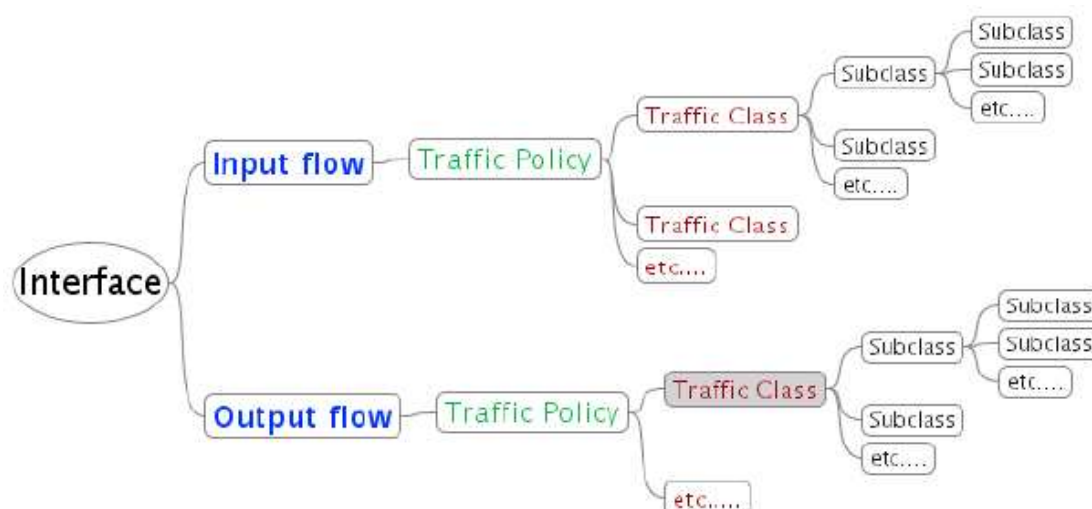 Interface
Input flow
Traffic Policy
Traffic Class
Subclass
Subclass
Subclass
etc....
Subclass
etc....
Traffic Class
etc....
Output flow
Traffic Policy
Traffic Class
Subclass
Subclass
Subclass
etc....
Subclass
etc....
etc.....